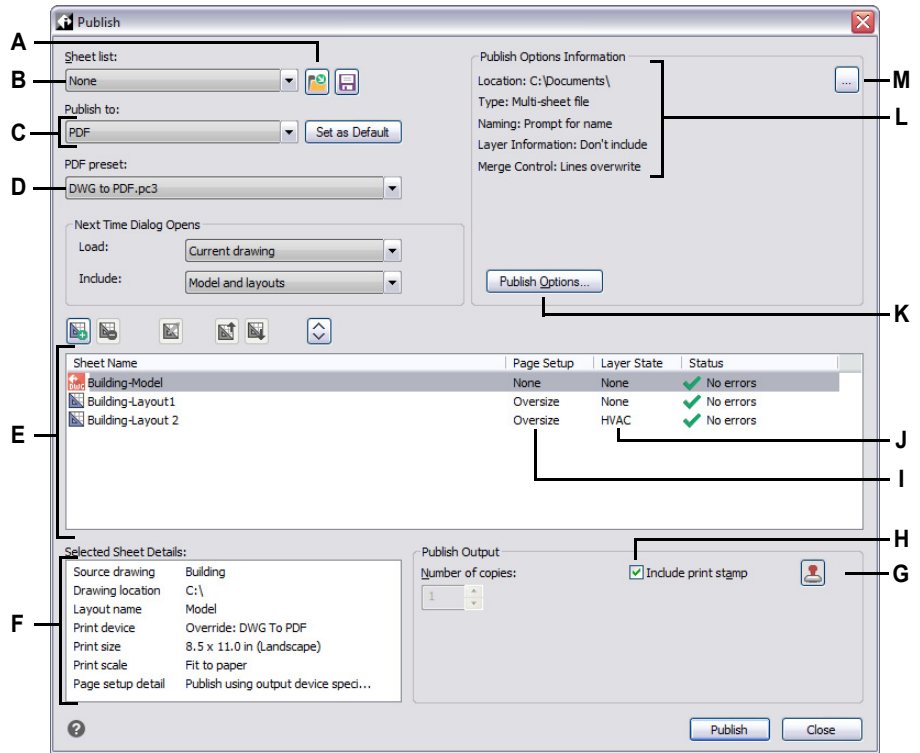 Publish
A
Sheet list:
B
None
Publish to:
C
PDF
Set as Default
PDF preset:
D
DWG to PDF.pc3
Next Time Dialog Opens
Load:
Current drawing
Include:
Model and layouts
Publish Options Information
Location: C:\Documents\
...
M
Type: Multi-sheet file
L
Naming: Prompt for name
Layer Information: Don't include
Merge Control: Lines overwrite
Publish Options...
K
Sheet Name Page Setup Layer State Status
DWG Building-Model None None No errors
Building-Layout1 Oversize None No errors
Building-Layout 2 Oversize HVAC No errors
E
J
I
Selected Sheet Details:
Source drawing Building
Drawing location C:\
Layout name Model
F
Print device Override: DWG To PDF
Print size 8.5 x 11.0 in (Landscape)
Print scale Fit to paper
Page setup detail Publish using output device speci...
H
Publish Output
Number of copies:
1
Include print stamp
G
?
Publish
Close